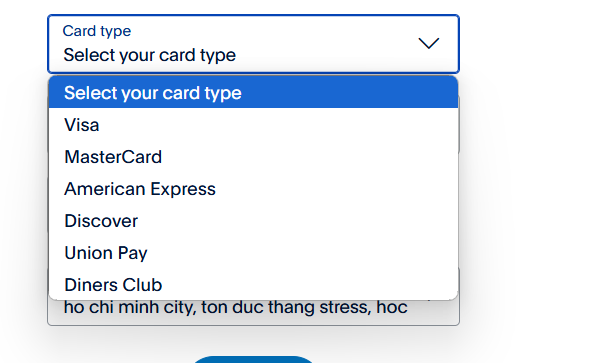 Card type
Select your card type
Select your card type
Visa
MasterCard
American Express
Discover
Union Pay
Diners Club
ho chi minh city, ton duc thang stress, hoc